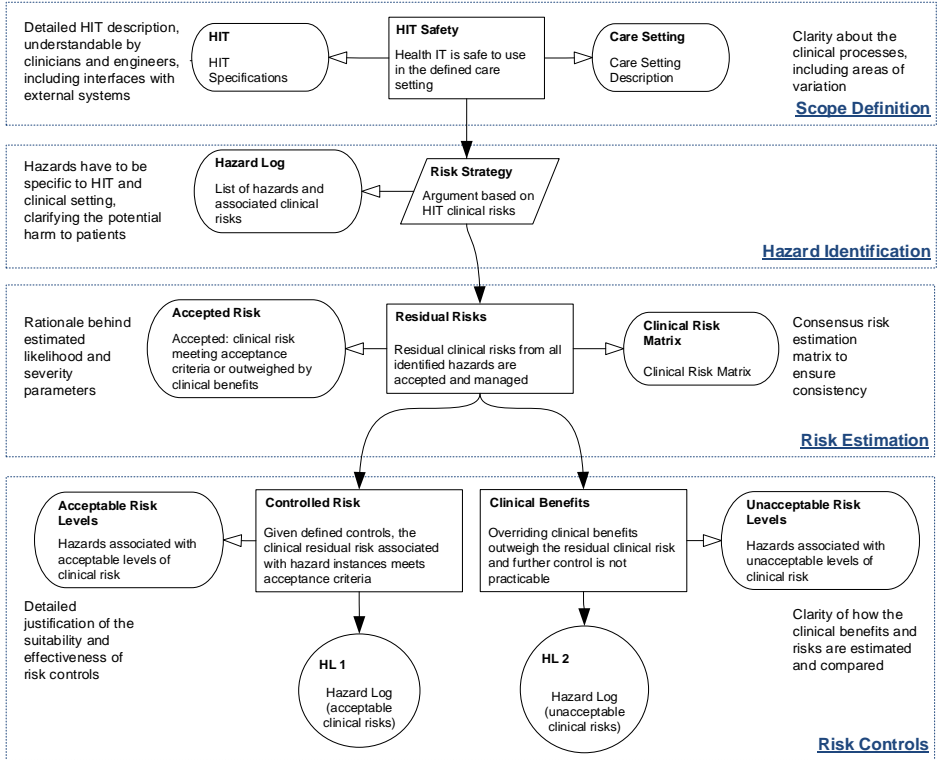 Detailed HIT description,
understandable by
clinicians and engineers,
including interfaces with
external systems
HIT
HIT
Specifications
HIT Safety
Health IT is safe to use
in the defined care
setting
Care Setting
Care Setting
Description
Clarity about the
clinical processes,
including areas of
variation
Scope Definition
Hazards have to be
specific to HIT and
clinical setting,
clarifying the potential
harm to patients
Hazard Log
List of hazards and
associated clinical
risks
Risk Strategy
Argument based on
HIT clinical risks
Hazard Identification
Rationale behind
estimated
likelihood and
severity
parameters
Accepted Risk
Accepted: clinical risk
meeting acceptance
criteria or outweighed by
clinical benefits
Residual Risks
Residual clinical risks from all
identified hazards are
accepted and managed
Clinical Risk
Matrix
Clinical Risk Matrix
Consensus risk
estimation
matrix to
ensure
consistency
Risk Estimation
Acceptable Risk
Levels
Hazards associated with
acceptable levels of
clinical risk
Controlled Risk
Given defined controls, the
clinical residual risk associated
with hazard instances meets
acceptance criteria
Clinical Benefits
Overriding clinical benefits
outweigh the residual clinical risk
and further control is not
practicable
Unacceptable Risk
Levels
Hazards associated with
unacceptable levels of
clinical risk
Detailed
justification of the
suitability and
effectiveness of
risk controls
HL 1
Hazard Log
(acceptable
clinical risks)
HL 2
Hazard Log
(unacceptable
clinical risks)
Clarity of how the
clinical benefits and
risks are estimated
and compared
Risk Controls